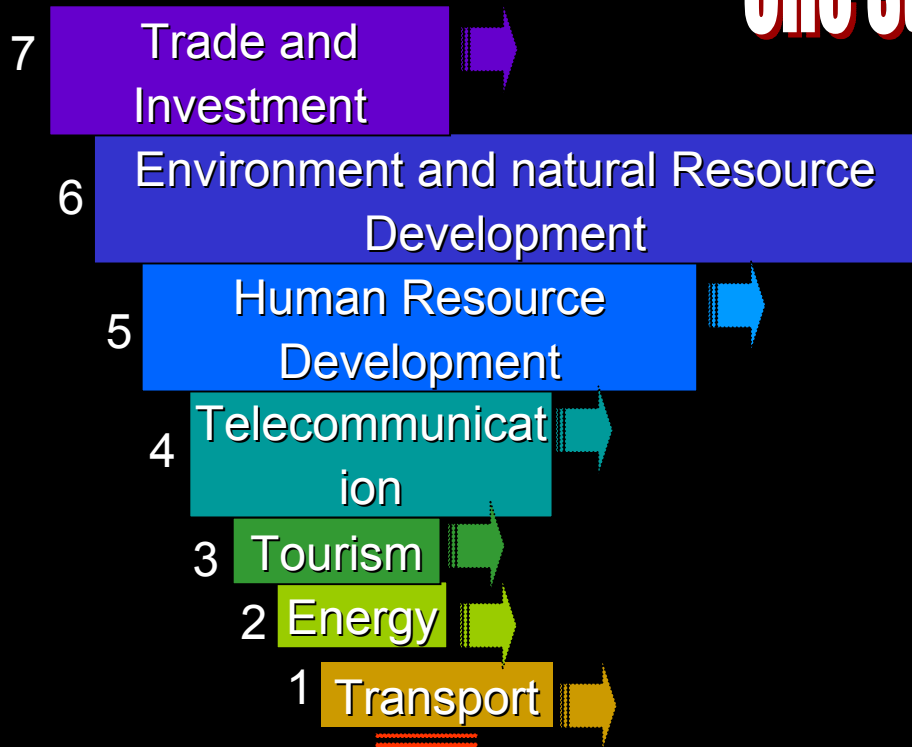 7 Trade and
Investment
6 Environment and natural Resource
Development
5 Human Resource
Development
4 Telecommunicat
ion
3 Tourism
2 Energy
1 Transport